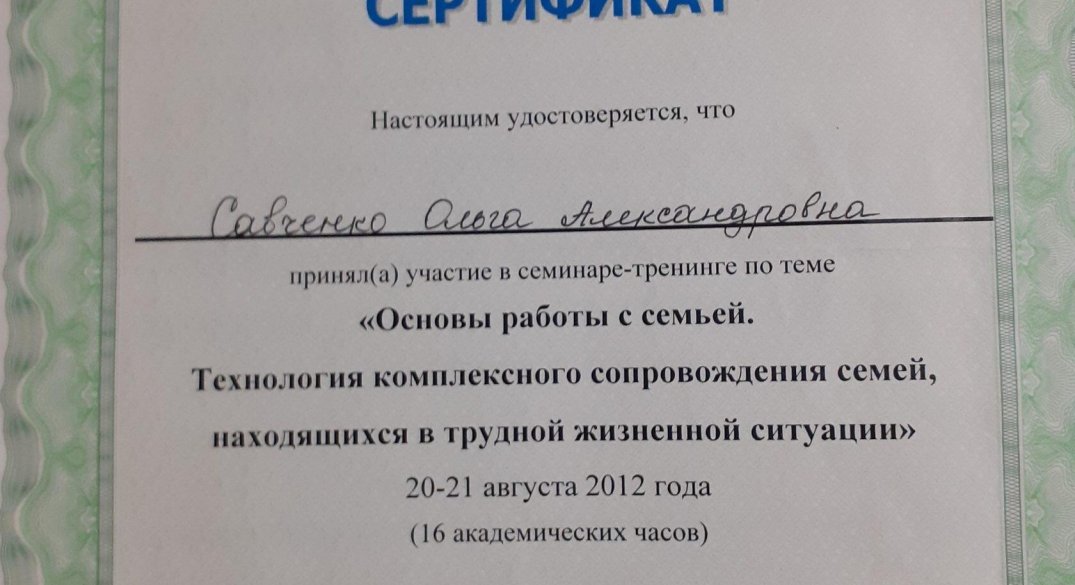 СЕРТИФИКАТ
Настоящим удостоверяется, что
Савченко Ольга Александровна
принял(а) участие в семинаре-тренинге по теме
«Основы работы с семьей.
Технология комплексного сопровождения семей,
находящихся в трудной жизненной ситуации»
20-21 августа 2012 года
(16 академических часов)